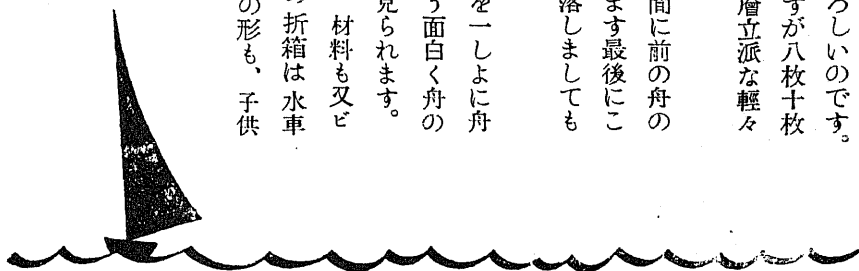 ろしいのです。
すが八枚十枚
層立派な輕々
間に前の舟の
ます最後にこ
落しましても
を一しよに舟
う面白く舟の
見られます。
材料も又ビ
折箱は水車
の形も、子供